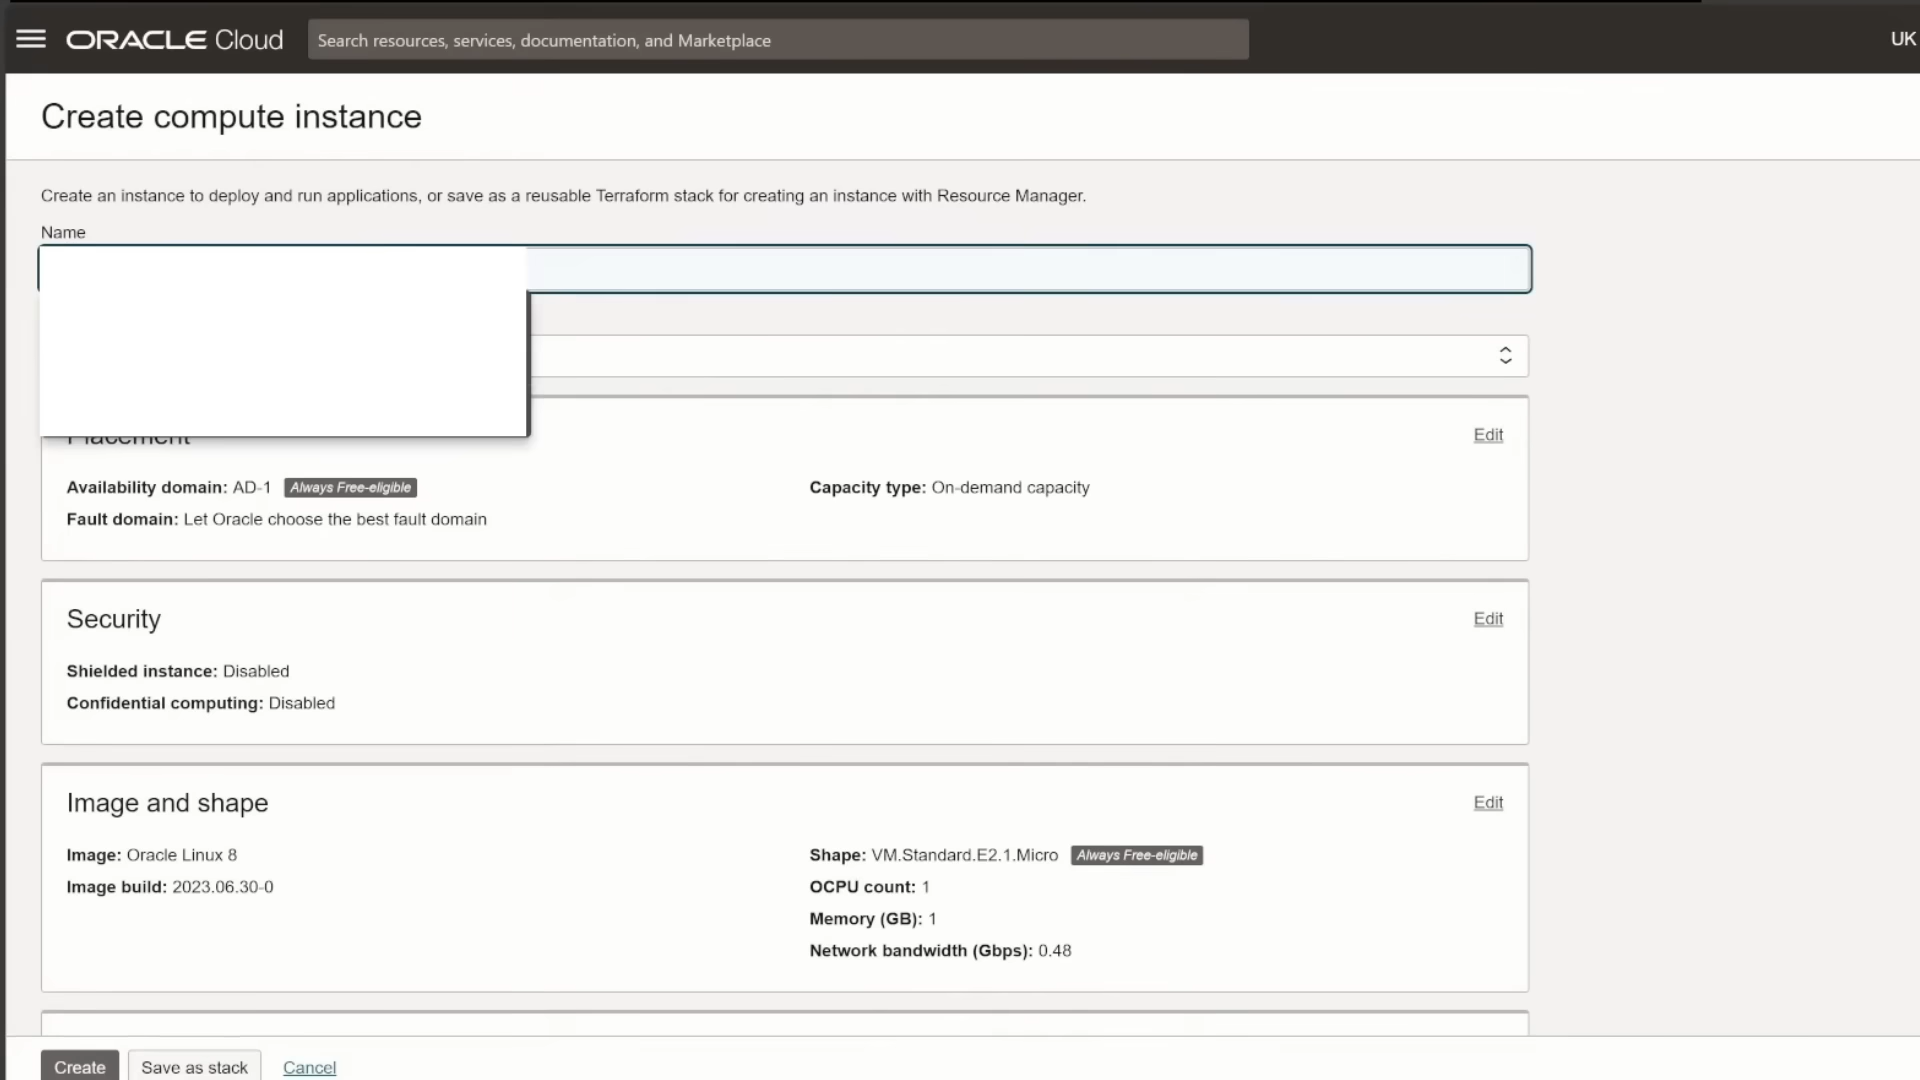 ORACLE Cloud
Search resources, services, documentation, and Marketplace
UK
Create compute instance
Create an instance to deploy and run applications, or save as a reusable Terraform stack for creating an instance with Resource Manager.
Name
Placement
Edit
Availability domain: AD-1 Always Free-eligible
Capacity type: On-demand capacity
Fault domain: Let Oracle choose the best fault domain
Security
Edit
Shielded instance: Disabled
Confidential computing: Disabled
Image and shape
Edit
Image: Oracle Linux 8
Image build: 2023.06.30-0
Shape: VM.Standard.E2.1.Micro Always Free-eligible
OCPU count: 1
Memory (GB): 1
Network bandwidth (Gbps): 0.48
Create
Save as stack
Cancel